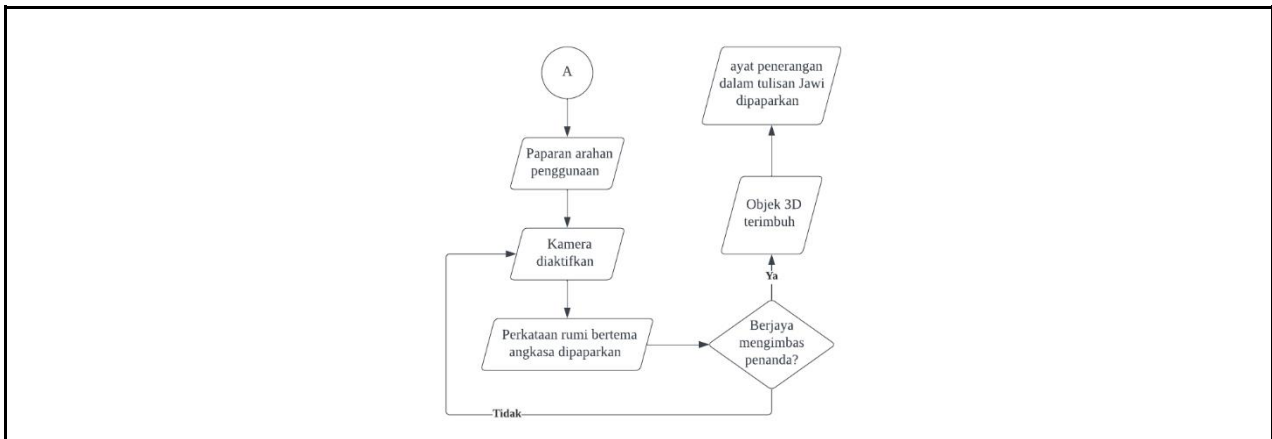 A
Paparan arahan
penggunaan
Kamera
diaktifkan
Perkataan rumi bertema
angkasa dipaparkan
Berjaya
mengimbas
penanda?
Tidak
Ya
Objek 3D
terimbuh
ayat penerangan
dalam tulisan Jawi
dipaparkan